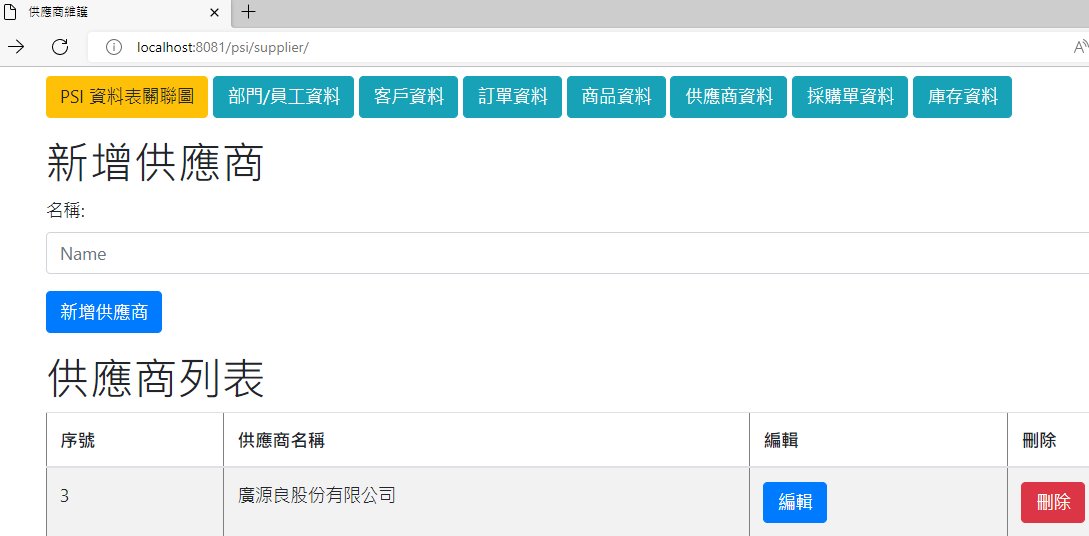 供應商維護
localhost:8081/psi/supplier/
PSI 資料表關聯圖 部門/員工資料 客戶資料 訂單資料 商品資料 供應商資料 採購單資料 庫存資料
新增供應商
名稱:
Name
新增供應商
供應商列表
序號 供應商名稱 編輯 刪除
3 廣源良股份有限公司 編輯 刪除